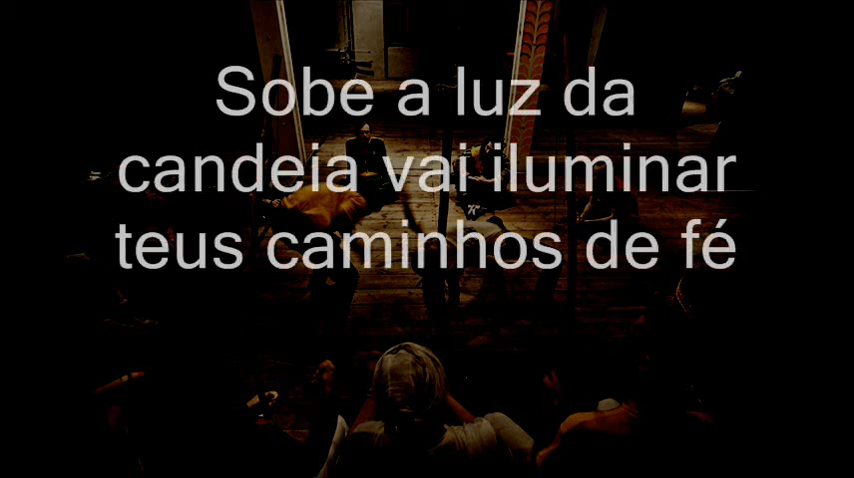 Sobe a luz da
candeia vai iluminar
teus caminhos de fé